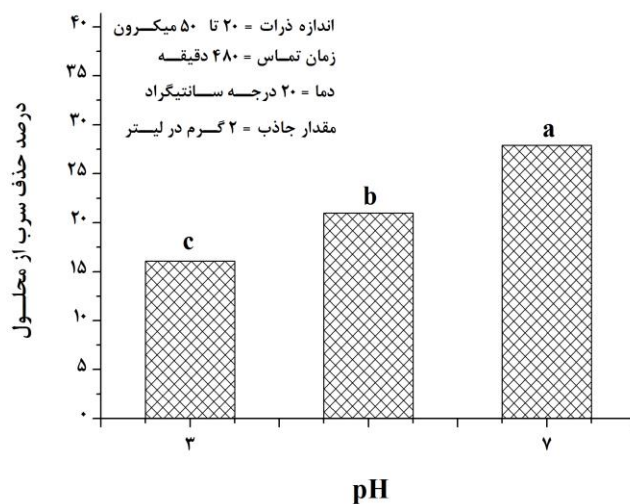 اندازه ذرات = ۲۰ تا ۵۰ میکرون
زمان تماس = ۴۸۰ دقیقه
دما = ۲۰ درجه سانتیگراد
مقدار جاذب = ۲ گرم در لیتر
درصد حذف سرب از محلول
۴۰
۳۵
۳۰
۲۵
۲۰
۱۵
۱۰
۵
۰
c
b
a
۳
۷
pH